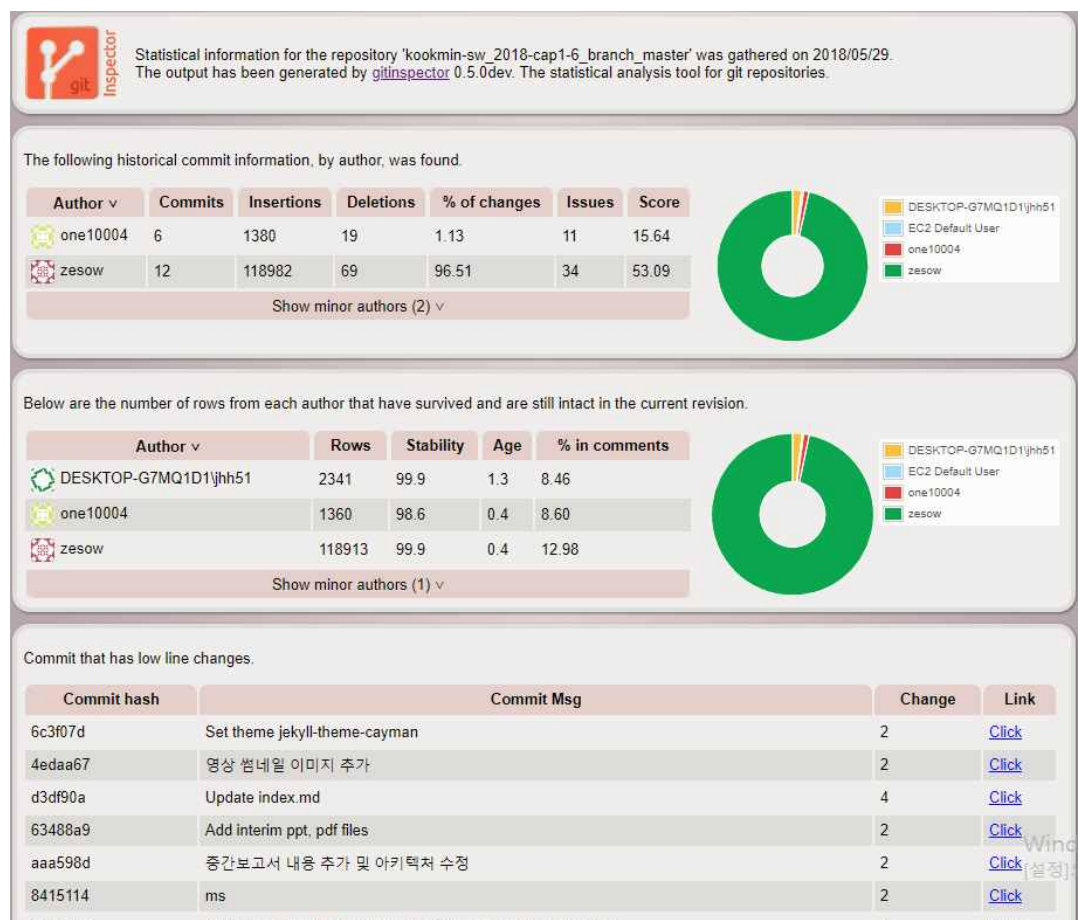 git
Inspector
Statistical information for the repository 'kookmin-sw_2018-cap1-6_branch_master' was gathered on 2018/05/29.
The output has been generated by gitinspector 0.5.0dev. The statistical analysis tool for git repositories.
The following historical commit information, by author, was found.
Author ∨ Commits Insertions Deletions % of changes Issues Score
one10004 6 1380 19 1.13 11 15.64
zesow 12 118982 69 96.51 34 53.09
Show minor authors (2) ∨
DESKTOP-G7MQ1D1\jhh51
EC2 Default User
one10004
zesow
Below are the number of rows from each author that have survived and are still intact in the current revision.
Author ∨ Rows Stability Age % in comments
DESKTOP-G7MQ1D1\jhh51 2341 99.9 1.3 8.46
one10004 1360 98.6 0.4 8.60
zesow 118913 99.9 0.4 12.98
Show minor authors (1) ∨
DESKTOP-G7MQ1D1\jhh51
EC2 Default User
one10004
zesow
Commit that has low line changes.
Commit hash Commit Msg Change Link
6c3f07d Set theme jekyll-theme-cayman 2 Click
4edaa67 영상 썸네일 이미지 추가 2 Click
d3df90a Update index.md 4 Click
63488a9 Add interim ppt, pdf files 2 Click
aaa598d 중간보고서 내용 추가 및 아키텍처 수정 2 Click
8415114 ms 2 Click
Wind
[설정]